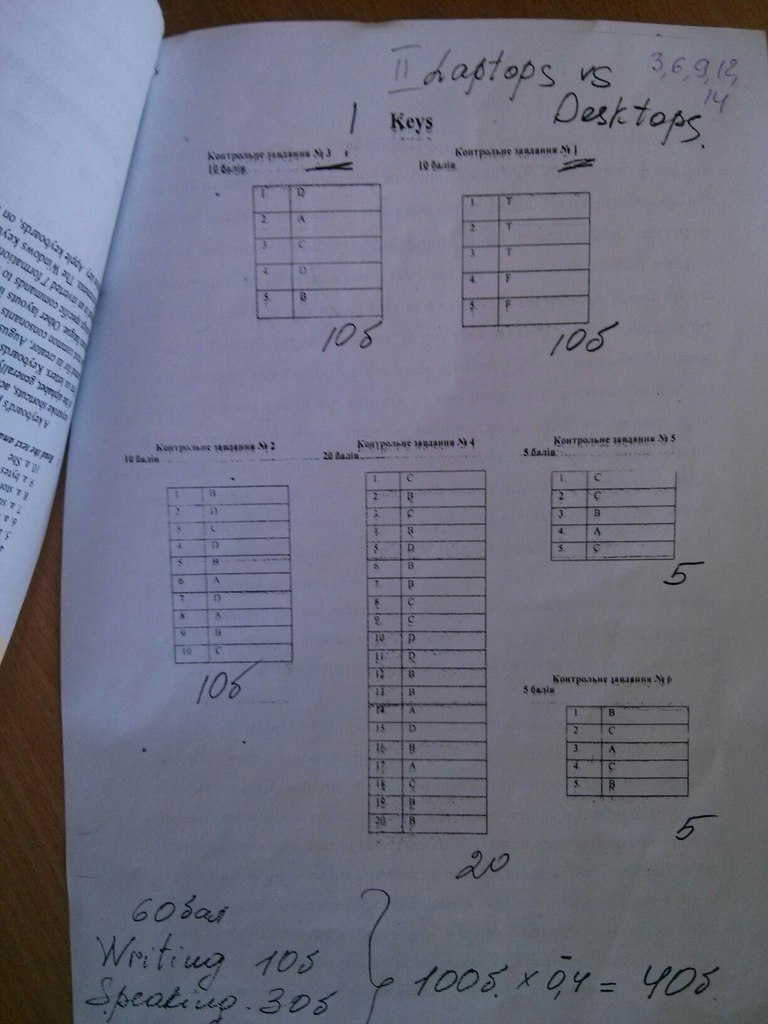 II Laptops vs
Desktops.
3, 6, 9, 12,
14
1
Keys
Контрольне завдання № 3
10 балів
1. D
2. A
3. C
4. D
5. B
10б
Контрольне завдання № 1
10 балів
1. T
2. T
3. T
4. F
5. F
10б
Контрольне завдання № 2
10 балів
1 B
2 D
3 C
4 D
5 B
6 A
7 D
8 A
9 B
10 C
10б
Контрольне завдання № 4
20 балів
1. C
2 B
3. C
4. B
5 D
6. B
7. B
8 C
9. C
10 D
11 D
12 B
13 B
14 A
15 D
16 B
17 A
18 C
19 B
20 B
20
Контрольне завдання № 5
5 балів
1. C
2 C
3 B
4. A
5. C
5
Контрольне завдання № 6
5 балів
1. B
2 C
3. A
4. C
5. B
5
60 бал
Writing 10б
Speaking. 30б
100б. × 0,4 = 40б.
A keyboard's